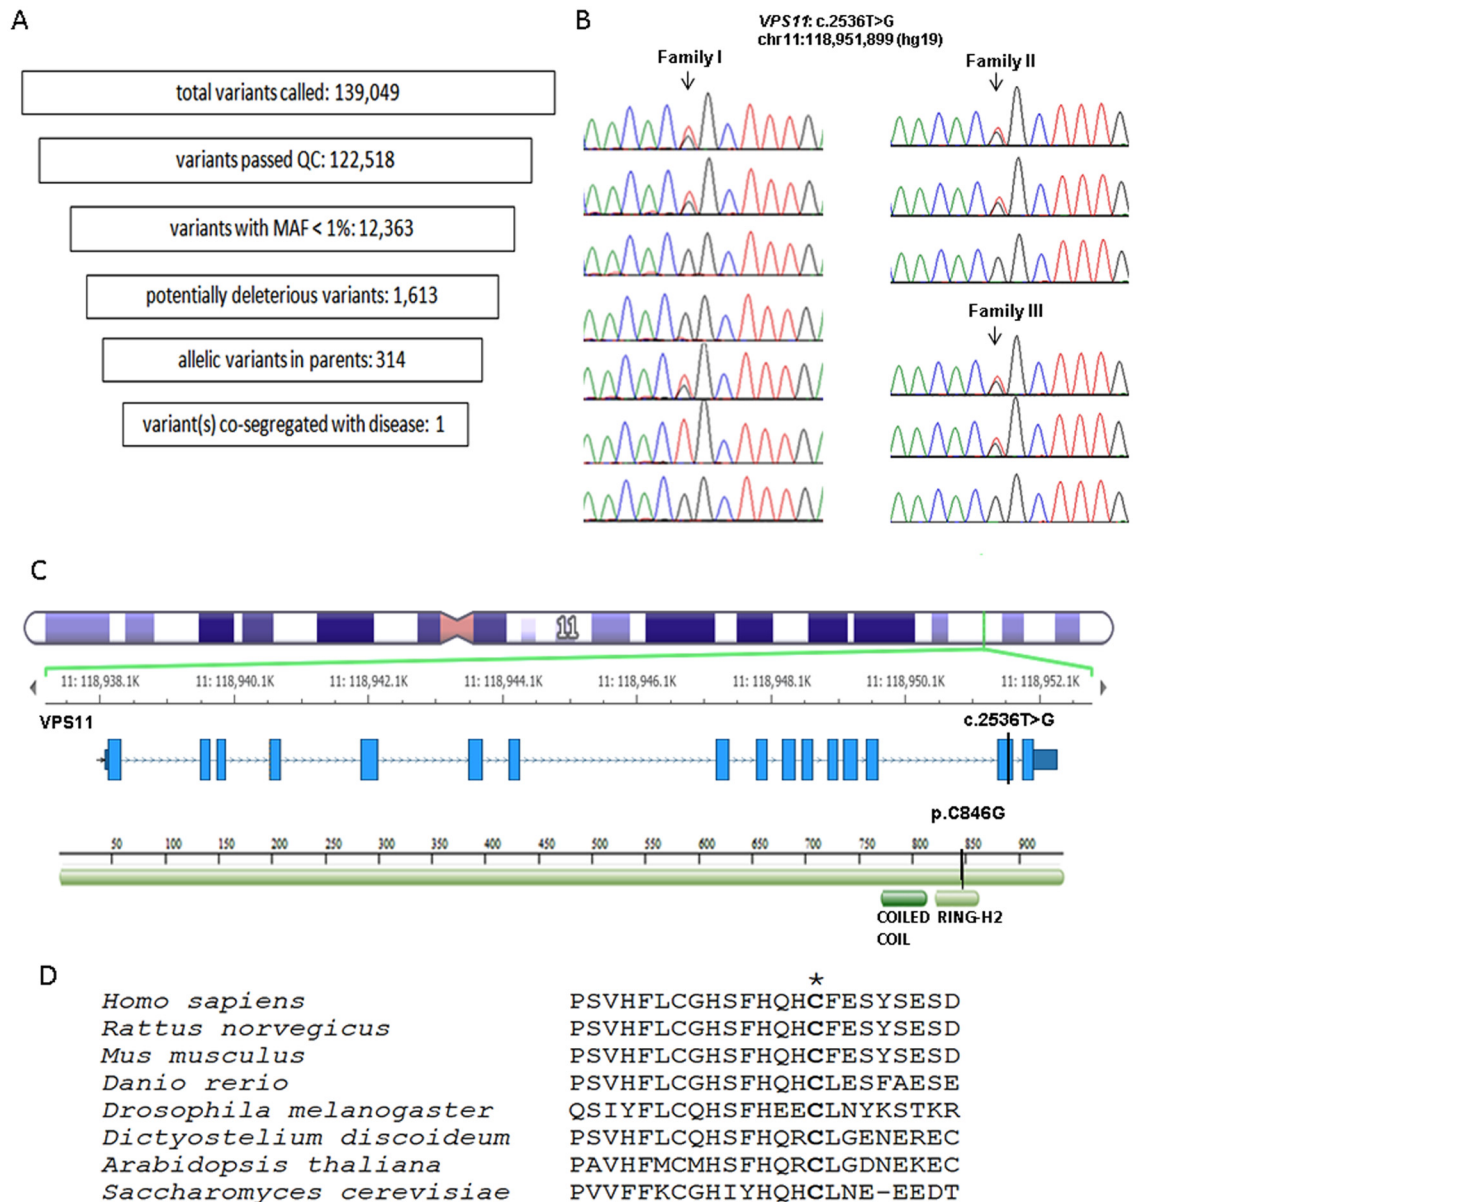 A
total variants called: 139,049
variants passed QC: 122,518
variants with MAF < 1%: 12,363
potentially deleterious variants: 1,613
allelic variants in parents: 314
variant(s) co-segregated with disease: 1
B
VPS11: c.2536T>G
chr11:118,951,899 (hg19)
Family I
Family II
Family III
C
11
11: 118,938.1K 11: 118,940.1K 11: 118,942.1K 11: 118,944.1K 11: 118,946.1K 11: 118,948.1K 11: 118,950.1K 11: 118,952.1K
VPS11
c.2536T>G
p.C846G
50 100 150 200 250 300 350 400 450 500 550 600 650 700 750 800 850 900
COILED COIL
RING-H2
D
*
Homo sapiens PSVHFLCGHSFHQHCFESYSESD
Rattus norvegicus PSVHFLCGHSFHQHCFESYSESD
Mus musculus PSVHFLCGHSFHQHCFESYSESD
Danio rerio PSVHFLCGHSFHQHCLESFAESE
Drosophila melanogaster QSIYFLCQHSFHEECLNYKSTKR
Dictyostelium discoideum PSVHFLCQHSFHQRCLGENEREC
Arabidopsis thaliana PAVHFMCMHSFHQRCLGDNEKEC
Saccharomyces cerevisiae PVVFFKCGHIYHQHCLNE-EEDT